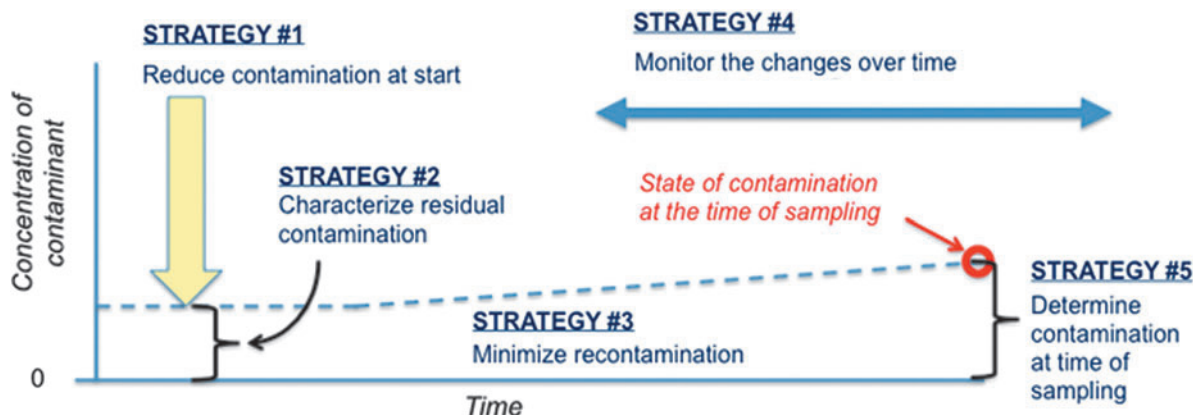 STRATEGY #1
Reduce contamination at start
STRATEGY #4
Monitor the changes over time
Concentration of
contaminant
STRATEGY #2
Characterize residual
contamination
State of contamination
at the time of sampling
STRATEGY #3
Minimize recontamination
STRATEGY #5
Determine
contamination
at time of
sampling
0
Time